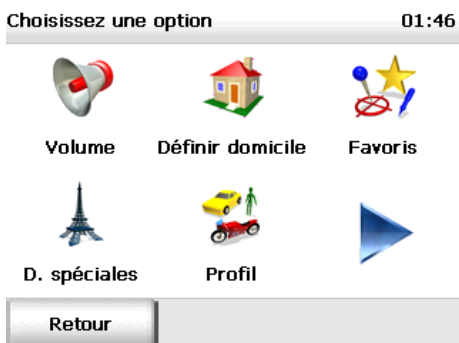 Choisissez une option 01:46
Volume Définir domicile Favoris
D. spéciales Profil
Retour